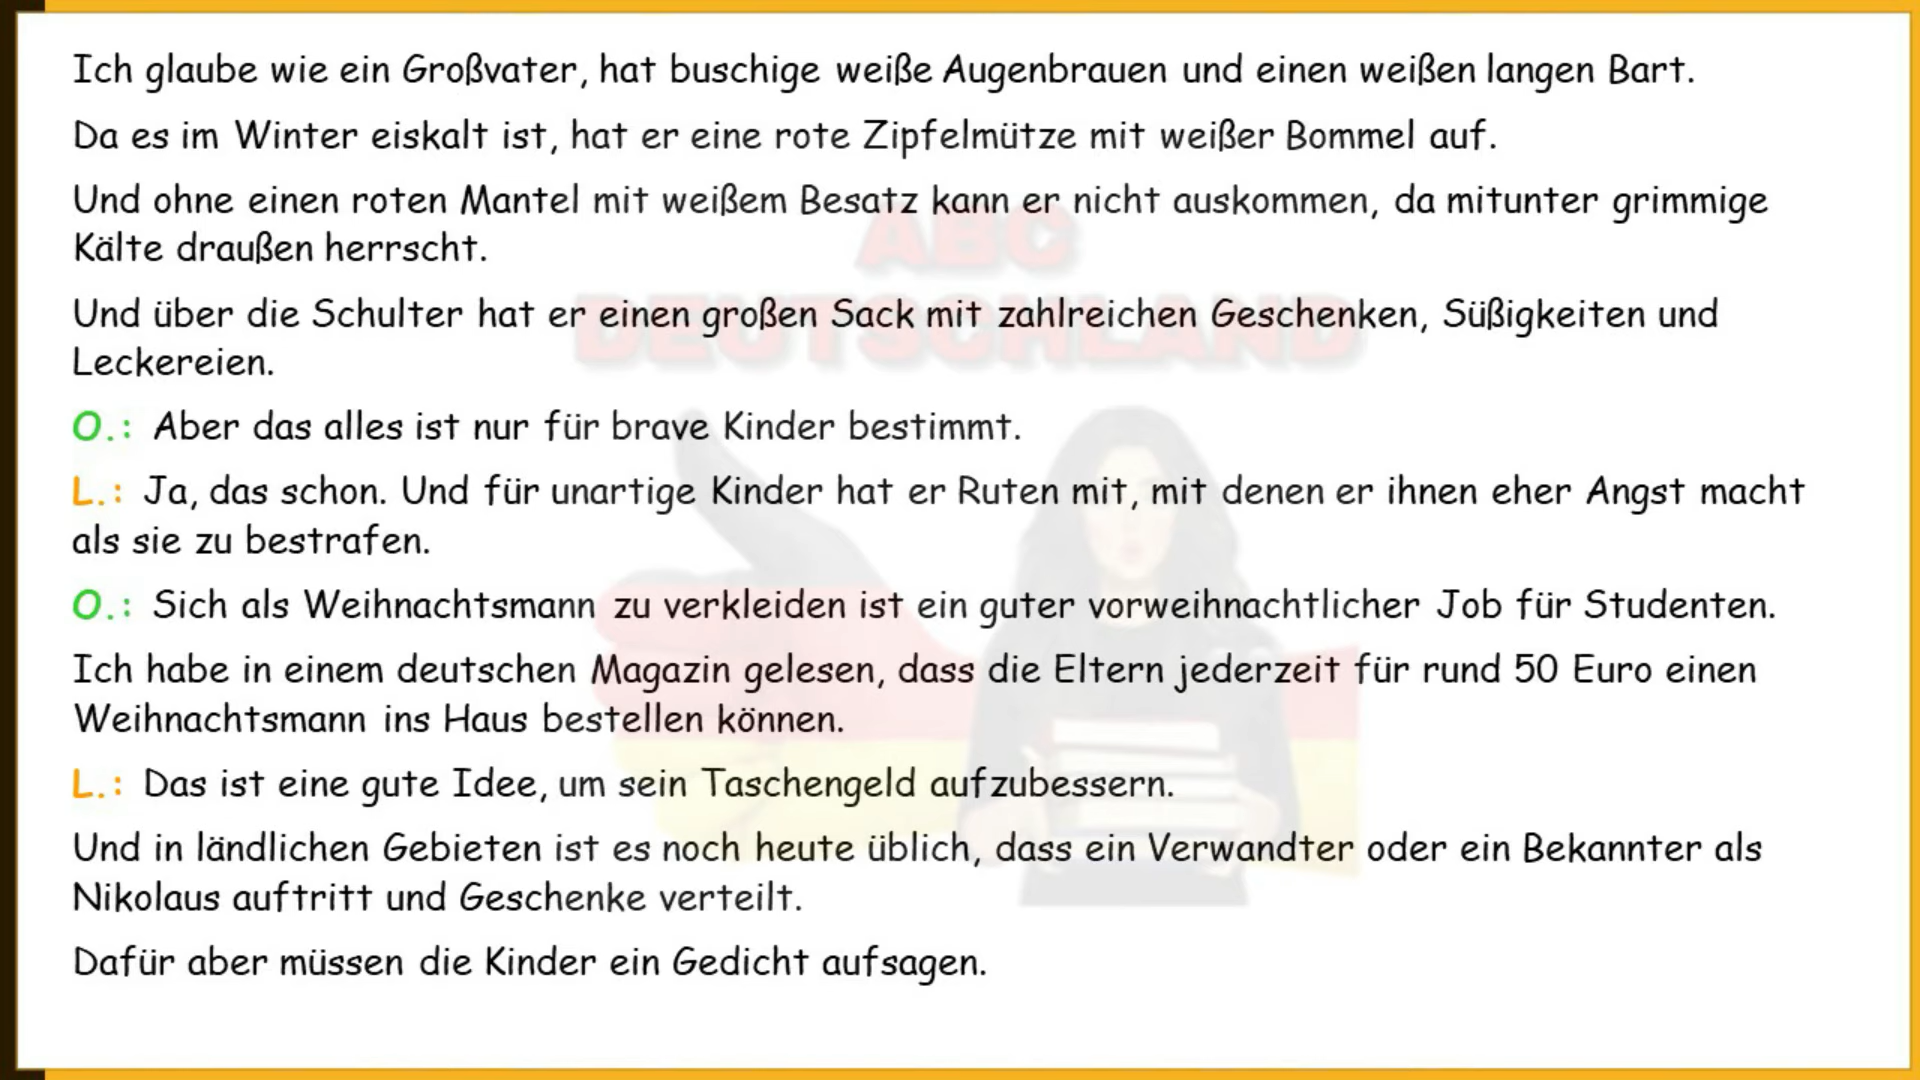 Ich glaube wie ein Großvater, hat buschige weiße Augenbrauen und einen weißen langen Bart.
Da es im Winter eiskalt ist, hat er eine rote Zipfelmütze mit weißer Bommel auf.
Und ohne einen roten Mantel mit weißem Besatz kann er nicht auskommen, da mitunter grimmige
Kälte draußen herrscht.
Und über die Schulter hat er einen großen Sack mit zahlreichen Geschenken, Süßigkeiten und
Leckereien.
O.: Aber das alles ist nur für brave Kinder bestimmt.
L.: Ja, das schon. Und für unartige Kinder hat er Ruten mit, mit denen er ihnen eher Angst macht
als sie zu bestrafen.
O.: Sich als Weihnachtsmann zu verkleiden ist ein guter vorweihnachtlicher Job für Studenten.
Ich habe in einem deutschen Magazin gelesen, dass die Eltern jederzeit für rund 50 Euro einen
Weihnachtsmann ins Haus bestellen können.
L.: Das ist eine gute Idee, um sein Taschengeld aufzubessern.
Und in ländlichen Gebieten ist es noch heute üblich, dass ein Verwandter oder ein Bekannter als
Nikolaus auftritt und Geschenke verteilt.
Dafür aber müssen die Kinder ein Gedicht aufsagen.
ABC
DEUTSCHLAND